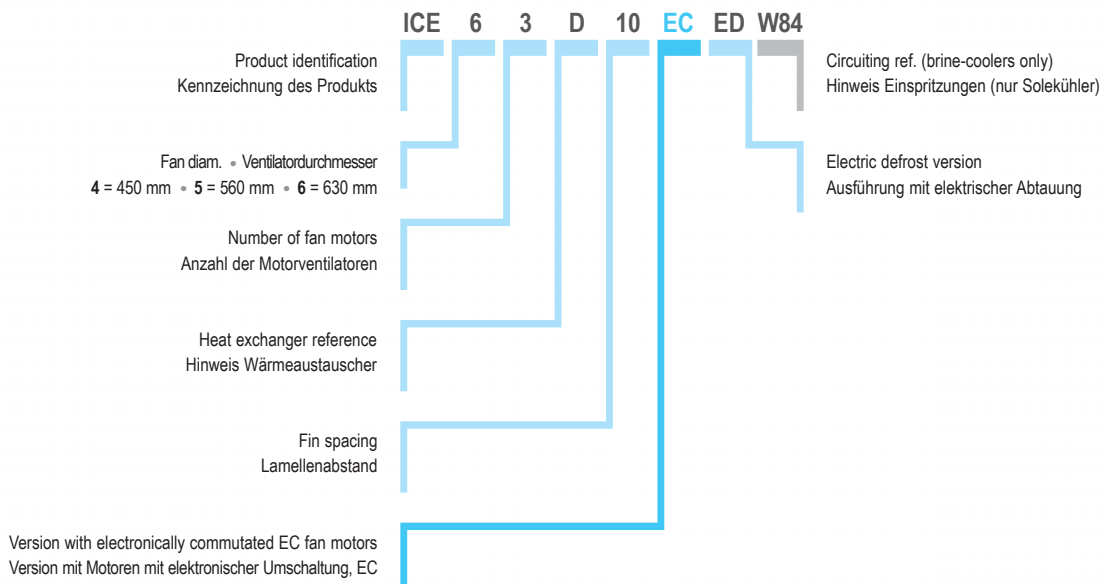 ICE 6 3 D 10 EC ED W84
Product identification
Kennzeichnung des Produkts
Circuiting ref. (brine-coolers only)
Hinweis Einspritzungen (nur Solekühler)
Fan diam. • Ventilatordurchmesser
4 = 450 mm • 5 = 560 mm • 6 = 630 mm
Electric defrost version
Ausführung mit elektrischer Abtauung
Number of fan motors
Anzahl der Motorventilatoren
Heat exchanger reference
Hinweis Wärmeaustauscher
Fin spacing
Lamellenabstand
Version with electronically commutated EC fan motors
Version mit Motoren mit elektronischer Umschaltung, EC